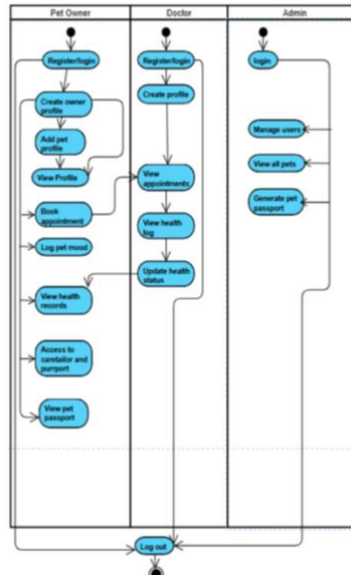 Pet Owner
Doctor
Admin
Register/login
Register/login
login
Create owner
profile
Create profile
Add pet
profile
Manage users
View Profile
View
appointments
View all pets
Book
appointment
Generate pet
passport
View health
log
Log pet mood
Update health
status
View health
records
Access to
caretailor and
purrport
View pet
passport
Log out